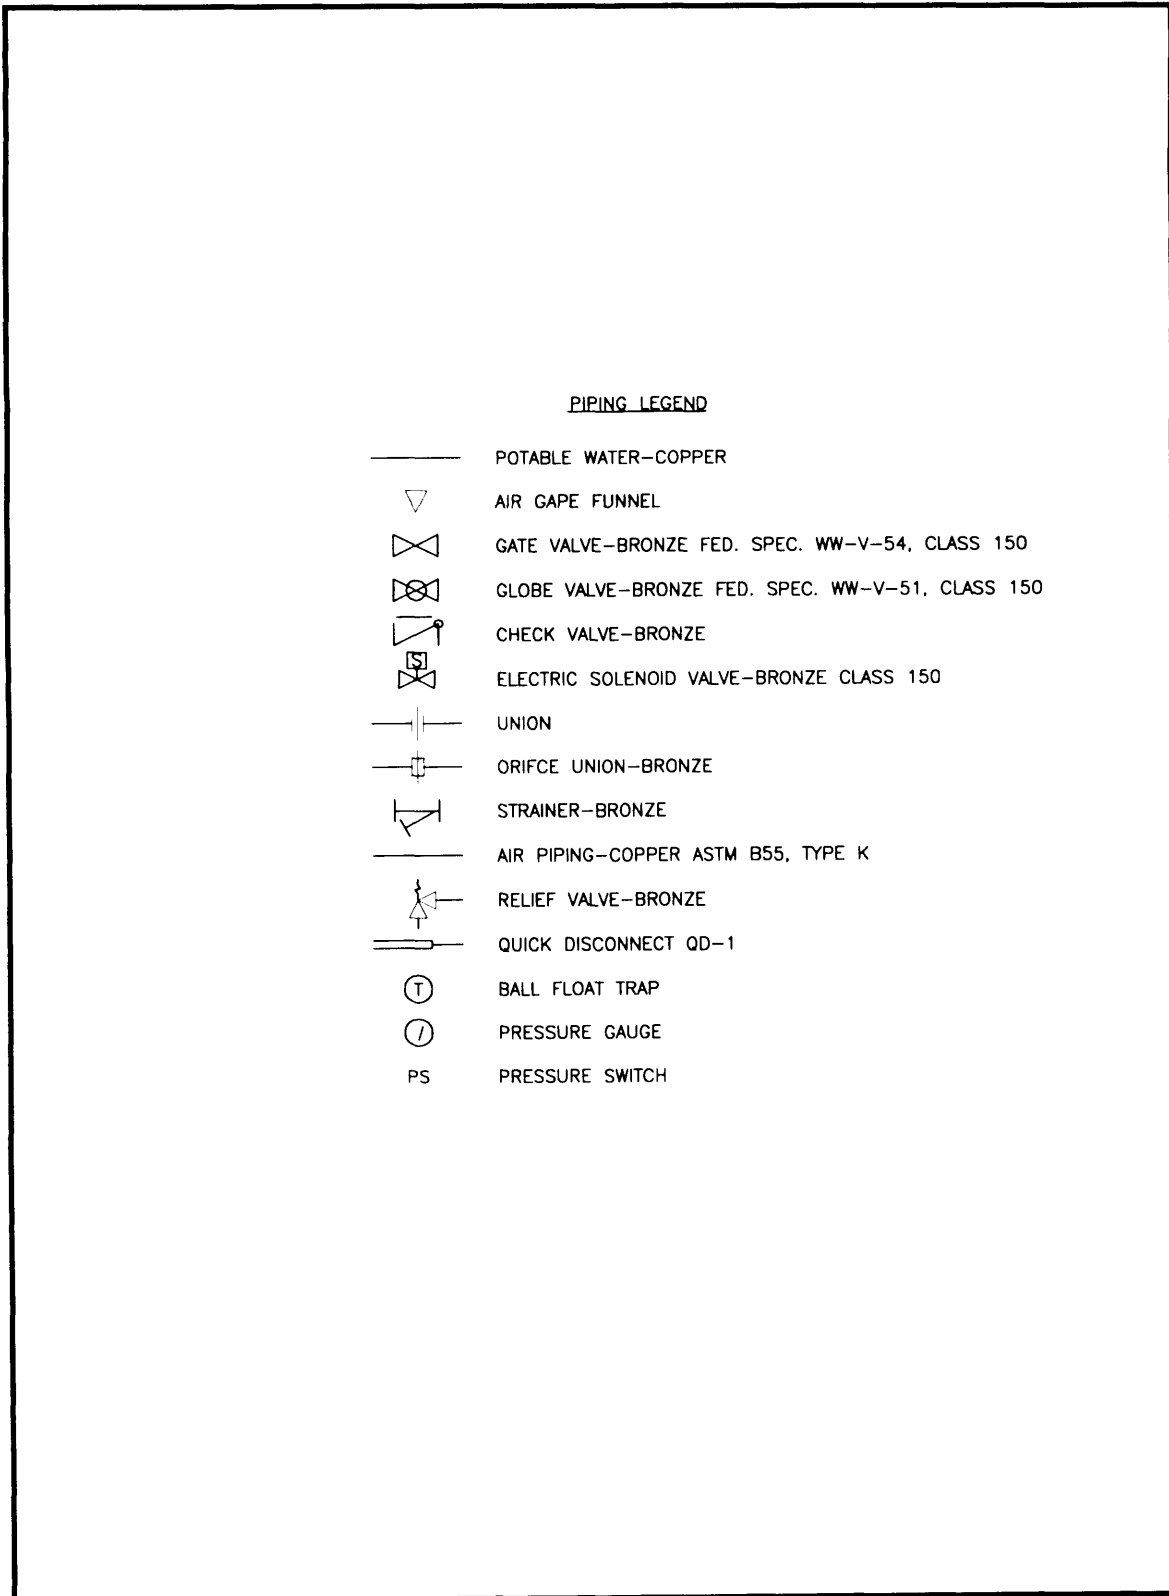 PIPING LEGEND
POTABLE WATER-COPPER
AIR GAPE FUNNEL
GATE VALVE-BRONZE FED. SPEC. WW-V-54, CLASS 150
GLOBE VALVE-BRONZE FED. SPEC. WW-V-51, CLASS 150
CHECK VALVE-BRONZE
S
ELECTRIC SOLENOID VALVE-BRONZE CLASS 150
UNION
ORIFCE UNION-BRONZE
STRAINER-BRONZE
AIR PIPING-COPPER ASTM B55, TYPE K
RELIEF VALVE-BRONZE
QUICK DISCONNECT QD-1
T BALL FLOAT TRAP
PRESSURE GAUGE
PS PRESSURE SWITCH